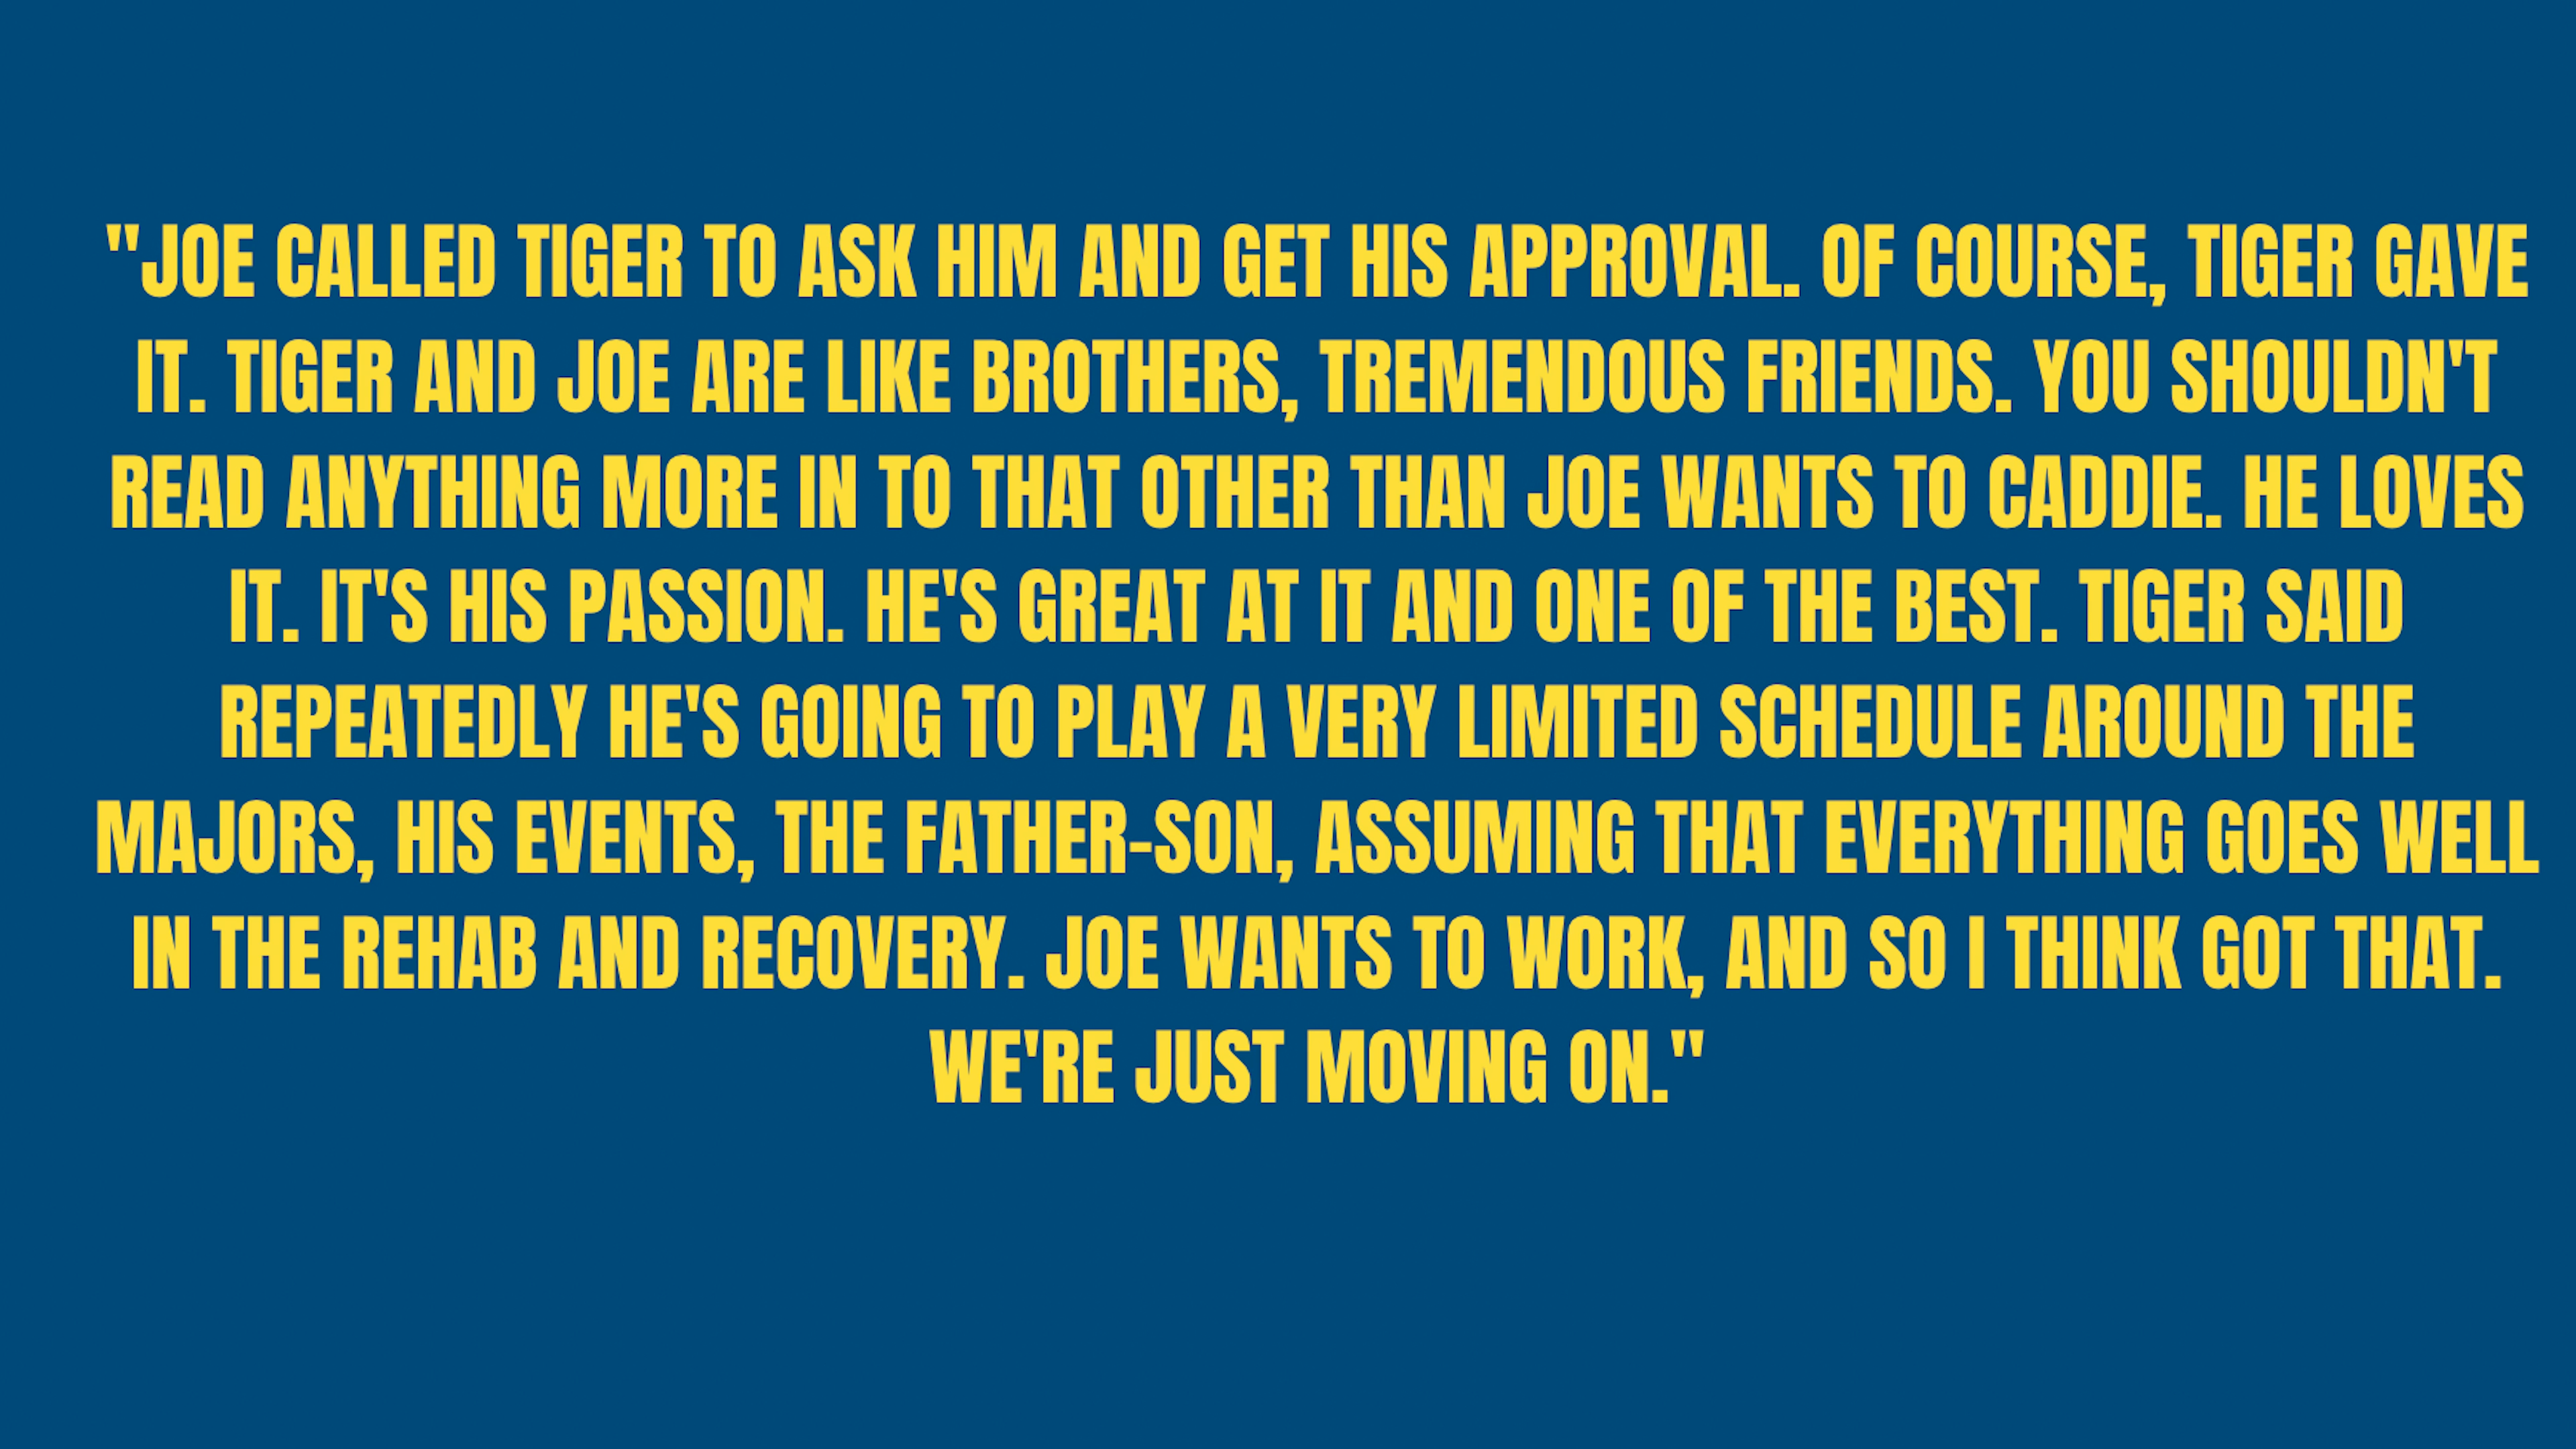 "JOE CALLED TIGER TO ASK HIM AND GET HIS APPROVAL. OF COURSE, TIGER GAVE
IT. TIGER AND JOE ARE LIKE BROTHERS, TREMENDOUS FRIENDS. YOU SHOULDN'T
READ ANYTHING MORE IN TO THAT OTHER THAN JOE WANTS TO CADDIE. HE LOVES
IT. IT'S HIS PASSION. HE'S GREAT AT IT AND ONE OF THE BEST. TIGER SAID
REPEATEDLY HE'S GOING TO PLAY A VERY LIMITED SCHEDULE AROUND THE
MAJORS, HIS EVENTS, THE FATHER-SON, ASSUMING THAT EVERYTHING GOES WELL
IN THE REHAB AND RECOVERY. JOE WANTS TO WORK, AND SO I THINK GOT THAT.
WE'RE JUST MOVING ON."